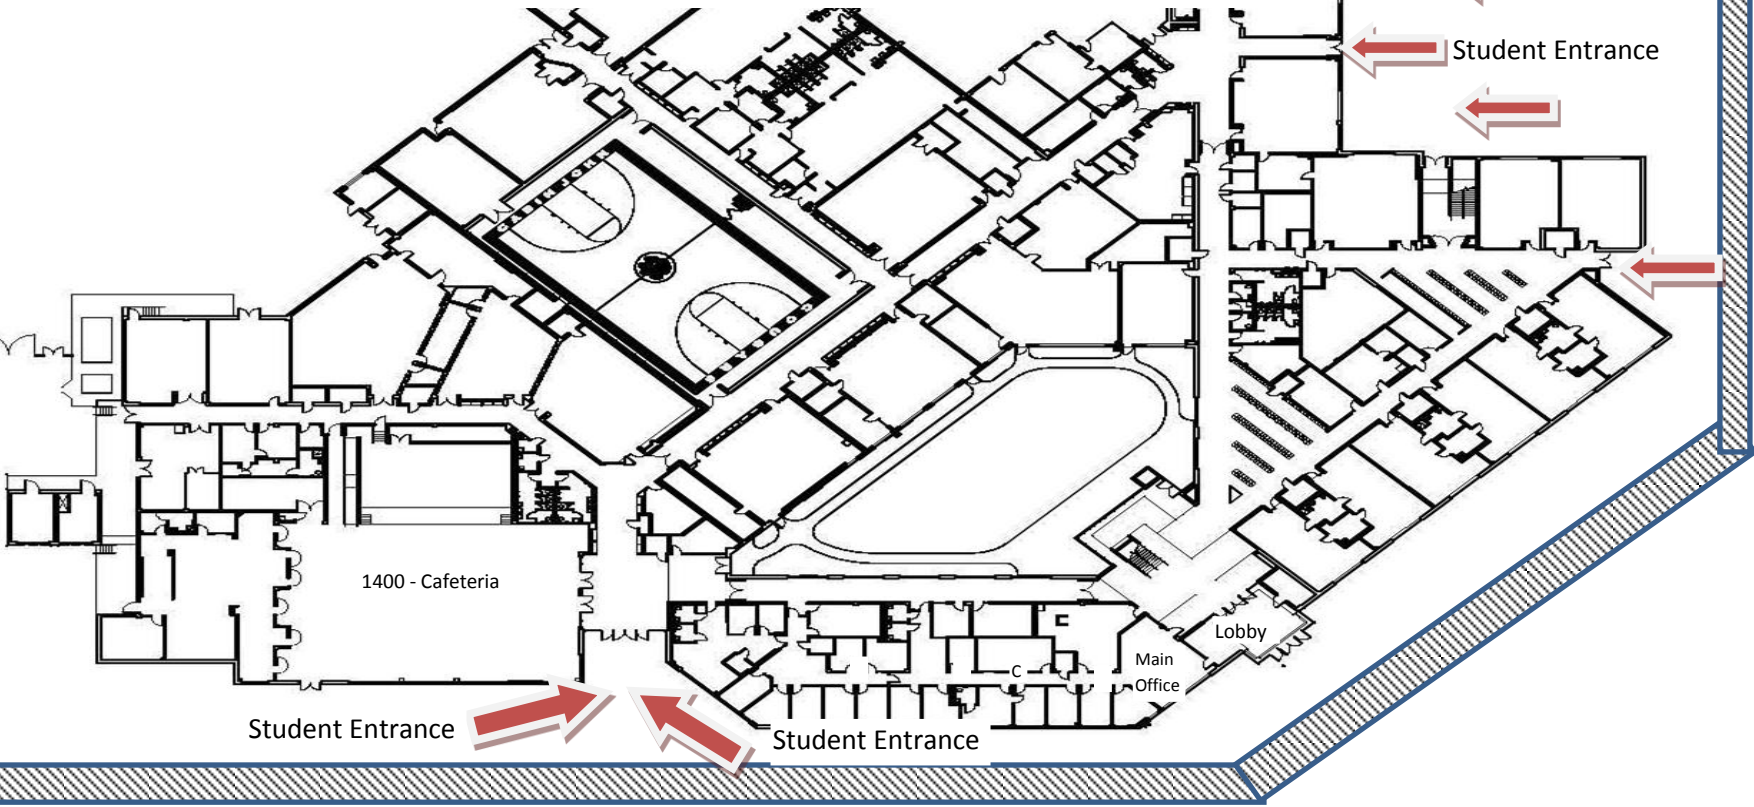 Student Entrance
1400 - Cafeteria
Lobby
Main
Office
C
Student Entrance
Student Entrance